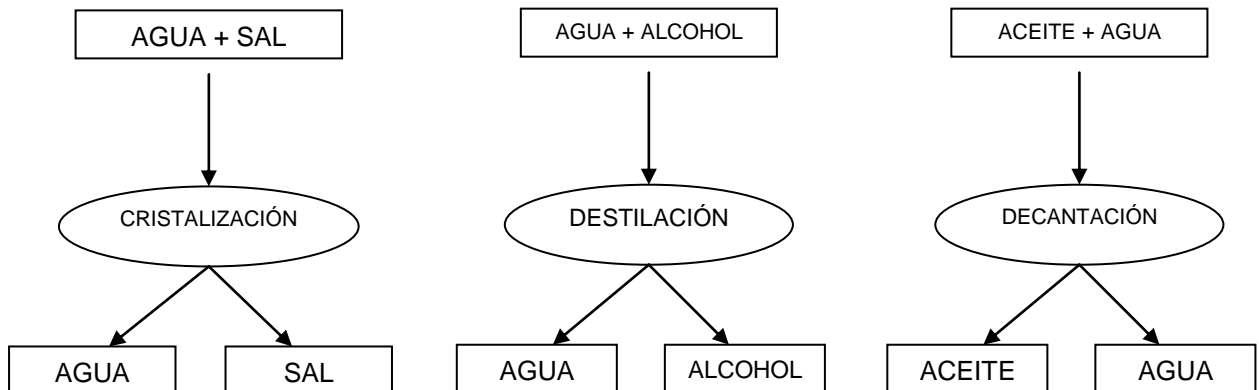 AGUA + SAL
AGUA + ALCOHOL
ACEITE + AGUA
CRISTALIZACIÓN
DESTILACIÓN
DECANTACIÓN
AGUA
SAL
AGUA
ALCOHOL
ACEITE
AGUA